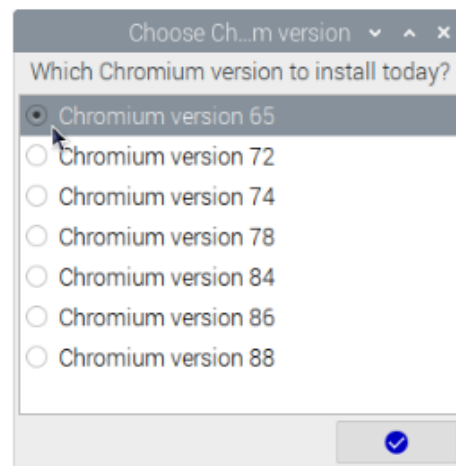 Choose Ch...m version
Which Chromium version to install today?
Chromium version 65
Chromium version 72
Chromium version 74
Chromium version 78
Chromium version 84
Chromium version 86
Chromium version 88